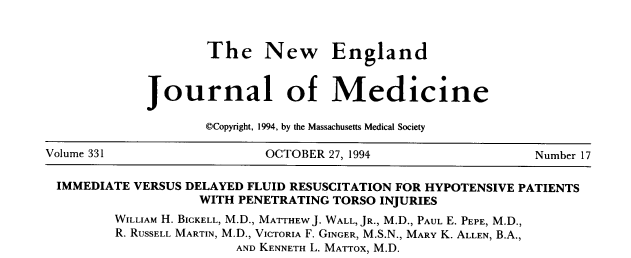 The New England
Journal of Medicine
©Copyright, 1994, by the Massachusetts Medical Society
Volume 331 OCTOBER 27, 1994 Number 17
IMMEDIATE VERSUS DELAYED FLUID RESUSCITATION FOR HYPOTENSIVE PATIENTS
WITH PENETRATING TORSO INJURIES
WILLIAM H. BICKELL, M.D., MATTHEW J. WALL, JR., M.D., PAUL E. PEPE, M.D.,
R. RUSSELL MARTIN, M.D., VICTORIA F. GINGER, M.S.N., MARY K. ALLEN, B.A.,
AND KENNETH L. MATTOX, M.D.